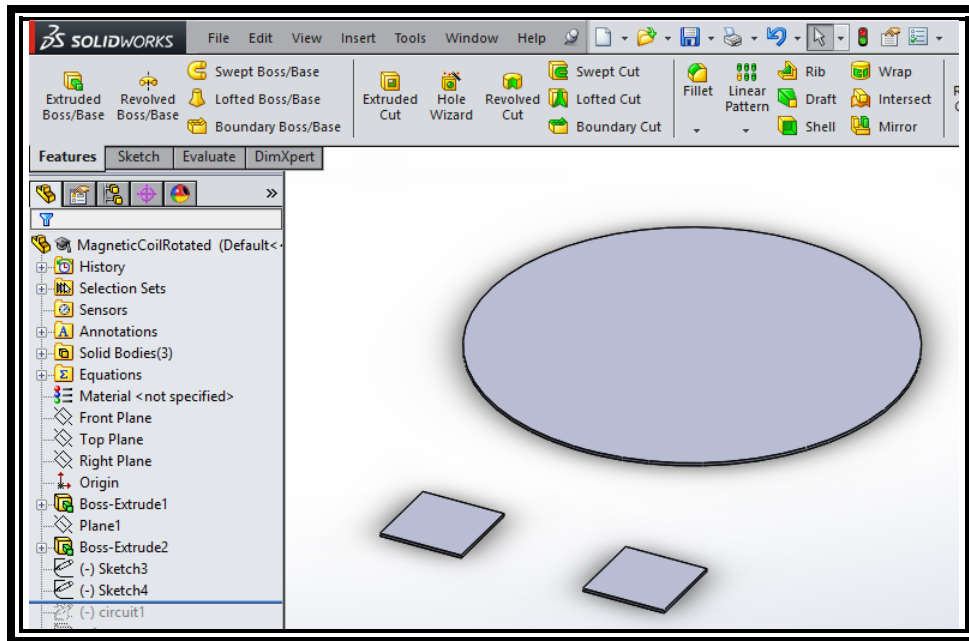 SOLIDWORKS File Edit View Insert Tools Window Help
Extruded Boss/Base
Revolved Boss/Base
Swept Boss/Base
Lofted Boss/Base
Boundary Boss/Base
Extruded Cut
Hole Wizard
Revolved Cut
Swept Cut
Lofted Cut
Boundary Cut
Fillet
Linear Pattern
Rib
Draft
Shell
Wrap
Intersect
Mirror
Features Sketch Evaluate DimXpert
MagneticCoilRotated (Default<
History
Selection Sets
Sensors
Annotations
Solid Bodies(3)
Equations
Material <not specified>
Front Plane
Top Plane
Right Plane
Origin
Boss-Extrude1
Plane1
Boss-Extrude2
(-) Sketch3
(-) Sketch4
(-) circuit1